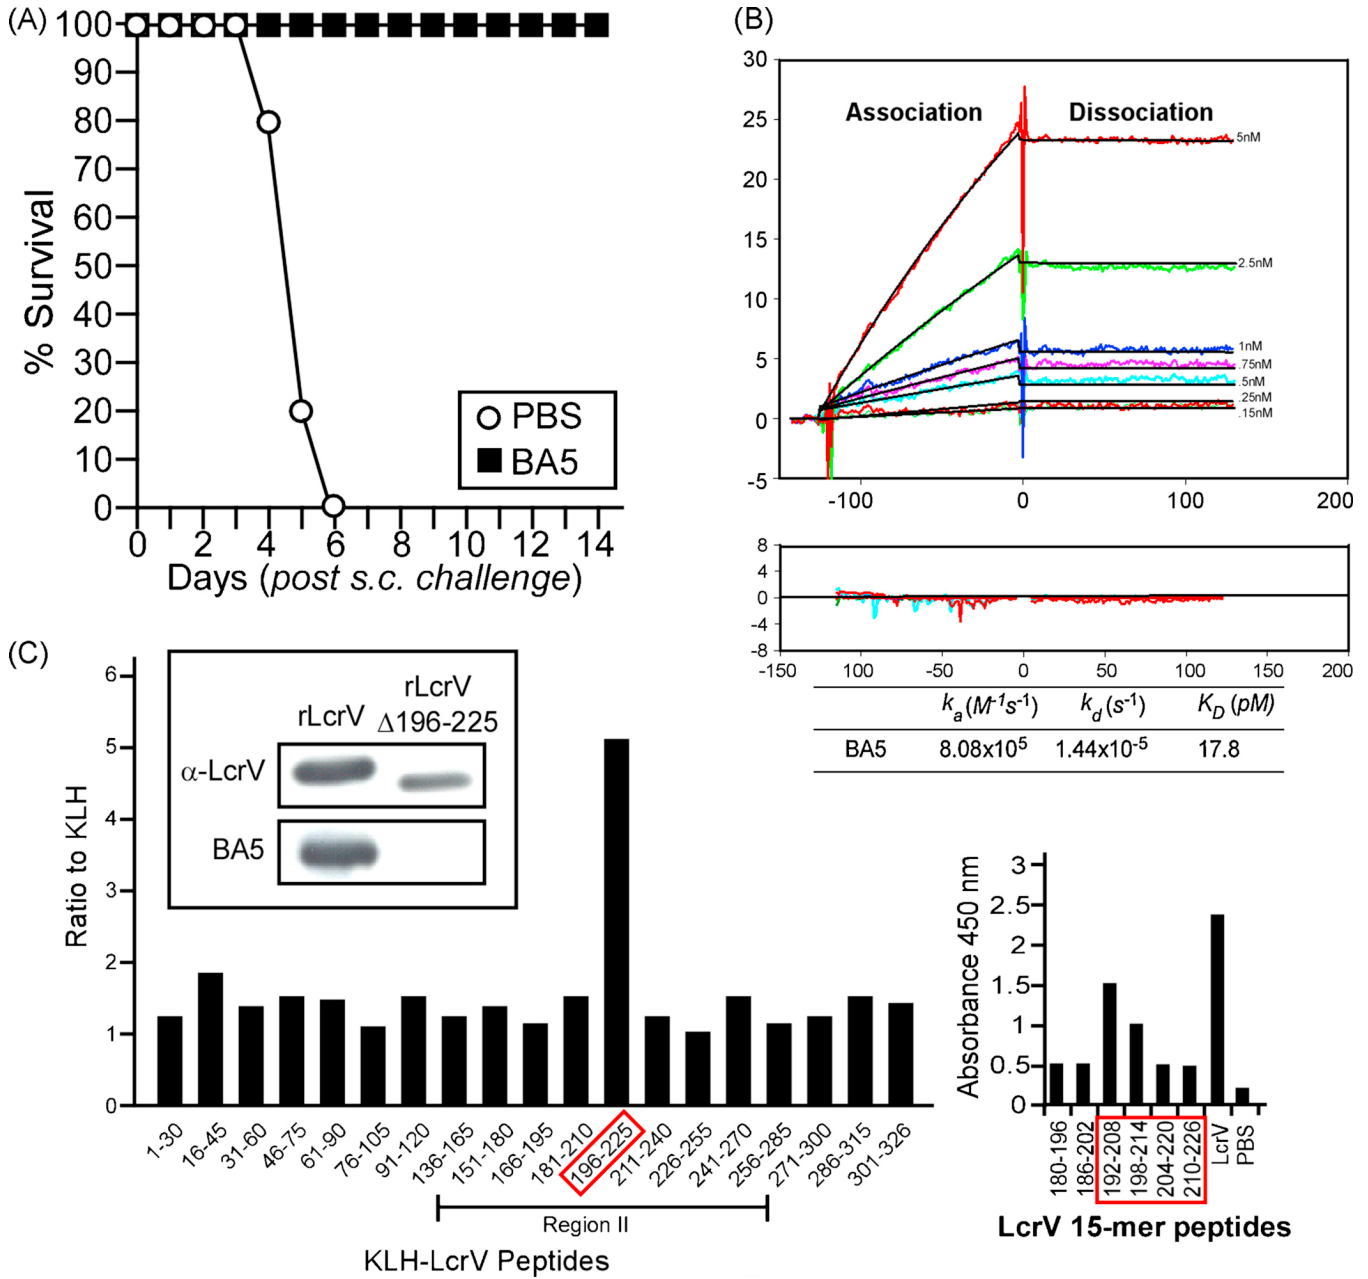 (A)
100
90
80
70
60
50
40
30
20
10
0
% Survival
PBS
BA5
0 2 4 6 8 10 12 14
Days (post s.c. challenge)
(B)
30
25
20
15
10
5
0
-5
Association Dissociation
5nM
2.5nM
1nM
.75nM
.5nM
.25nM
.15nM
-100 0 100 200
8
4
0
-4
-8
-150 100 -50 0 50 100 150 200
ka (M-1s-1) kd (s-1) KD (pM)
BA5 8.08x10⁵ 1.44x10⁻⁵ 17.8
(C)
6
5
4
3
2
1
0
Ratio to KLH
rLcrV
rLcrV
Δ196-225
α-LcrV
BA5
1-30
16-45
31-60
46-75
61-90
76-105
91-120
136-165
151-180
166-195
181-210
196-225
211-240
226-255
241-270
256-285
271-300
286-315
301-326
Region II
KLH-LcrV Peptides
Absorbance 450 nm
3
2.5
2
1.5
1
0.5
0
180-196
186-202
192-208
198-214
204-220
210-226
LcrV
PBS
LcrV 15-mer peptides